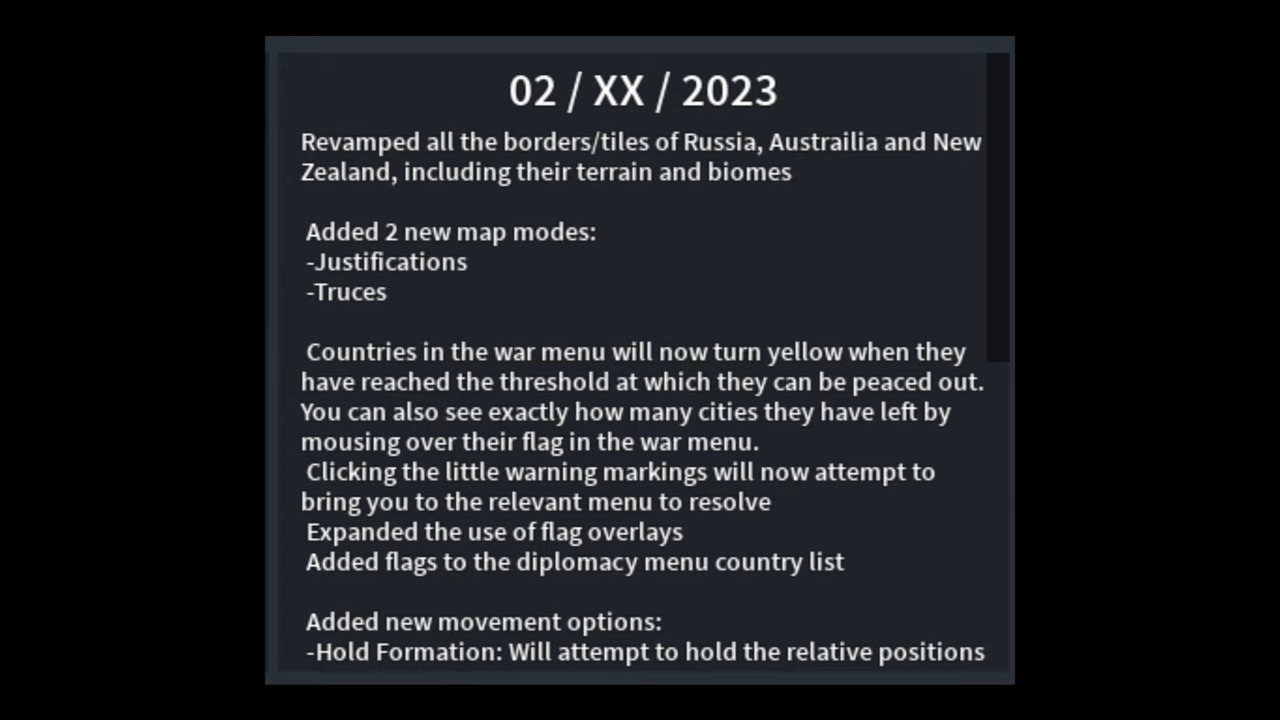 02 / XX / 2023
Revamped all the borders/tiles of Russia, Austrailia and New
Zealand, including their terrain and biomes
Added 2 new map modes:
-Justifications
-Truces
Countries in the war menu will now turn yellow when they
have reached the threshold at which they can be peaced out.
You can also see exactly how many cities they have left by
mousing over their flag in the war menu.
Clicking the little warning markings will now attempt to
bring you to the relevant menu to resolve
Expanded the use of flag overlays
Added flags to the diplomacy menu country list
Added new movement options:
-Hold Formation: Will attempt to hold the relative positions